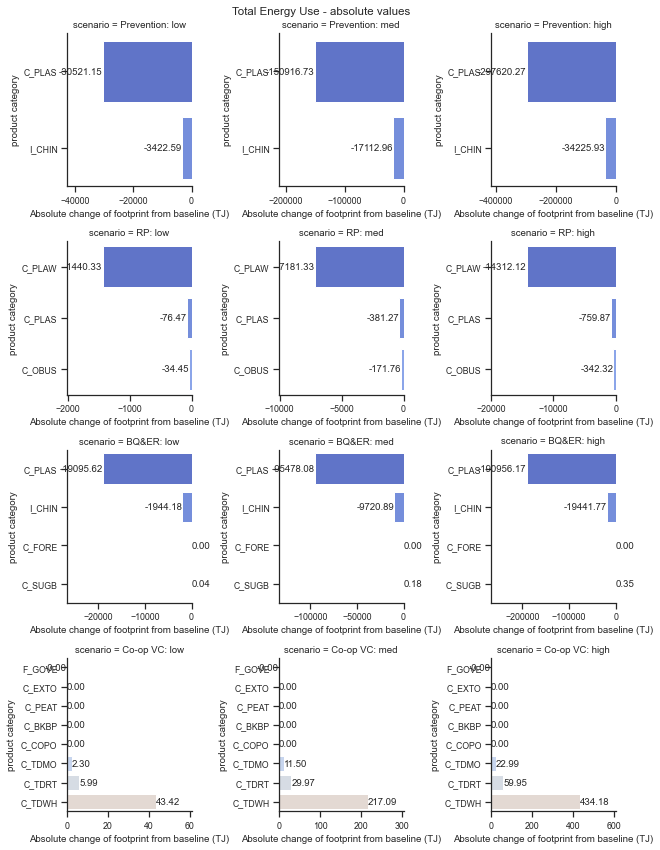 Total Energy Use - absolute values
scenario = Prevention: low
product category
C_PLAS
-30521.15
I_CHIN
-3422.59
−40000 −20000 0
Absolute change of footprint from baseline (TJ)
scenario = Prevention: med
product category
C_PLAS
-150916.73
I_CHIN
-17112.96
−200000 −100000 0
Absolute change of footprint from baseline (TJ)
scenario = Prevention: high
product category
C_PLAS
-297620.27
I_CHIN
-34225.93
−400000 −200000 0
Absolute change of footprint from baseline (TJ)
scenario = RP: low
product category
C_PLAW
-1440.33
C_PLAS
-76.47
C_OBUS
-34.45
−2000 −1000 0
Absolute change of footprint from baseline (TJ)
scenario = RP: med
product category
C_PLAW
-7181.33
C_PLAS
-381.27
C_OBUS
-171.76
−10000 −5000 0
Absolute change of footprint from baseline (TJ)
scenario = RP: high
product category
C_PLAW
-14312.12
C_PLAS
-759.87
C_OBUS
-342.32
−20000 −10000 0
Absolute change of footprint from baseline (TJ)
scenario = BQ&ER: low
product category
C_PLAS
-19095.62
I_CHIN
-1944.18
C_FORE
0.00
C_SUGB
0.04
−20000 −10000 0
Absolute change of footprint from baseline (TJ)
scenario = BQ&ER: med
product category
C_PLAS
-95478.08
I_CHIN
-9720.89
C_FORE
0.00
C_SUGB
0.18
−100000 −50000 0
Absolute change of footprint from baseline (TJ)
scenario = BQ&ER: high
product category
C_PLAS
-190956.17
I_CHIN
-19441.77
C_FORE
0.00
C_SUGB
0.35
−200000 −100000 0
Absolute change of footprint from baseline (TJ)
scenario = Co-op VC: low
product category
F_GOVE
-0.00
C_EXTO
0.00
C_PEAT
0.00
C_BKBP
0.00
C_COPO
0.00
C_TDMO
2.30
C_TDRT
5.99
C_TDWH
43.42
0 20 40 60
Absolute change of footprint from baseline (TJ)
scenario = Co-op VC: med
product category
F_GOVE
-0.00
C_EXTO
0.00
C_PEAT
0.00
C_BKBP
0.00
C_COPO
0.00
C_TDMO
11.50
C_TDRT
29.97
C_TDWH
217.09
0 100 200 300
Absolute change of footprint from baseline (TJ)
scenario = Co-op VC: high
product category
F_GOVE
-0.00
C_EXTO
0.00
C_PEAT
0.00
C_BKBP
0.00
C_COPO
0.00
C_TDMO
22.99
C_TDRT
59.95
C_TDWH
434.18
0 200 400 600
Absolute change of footprint from baseline (TJ)